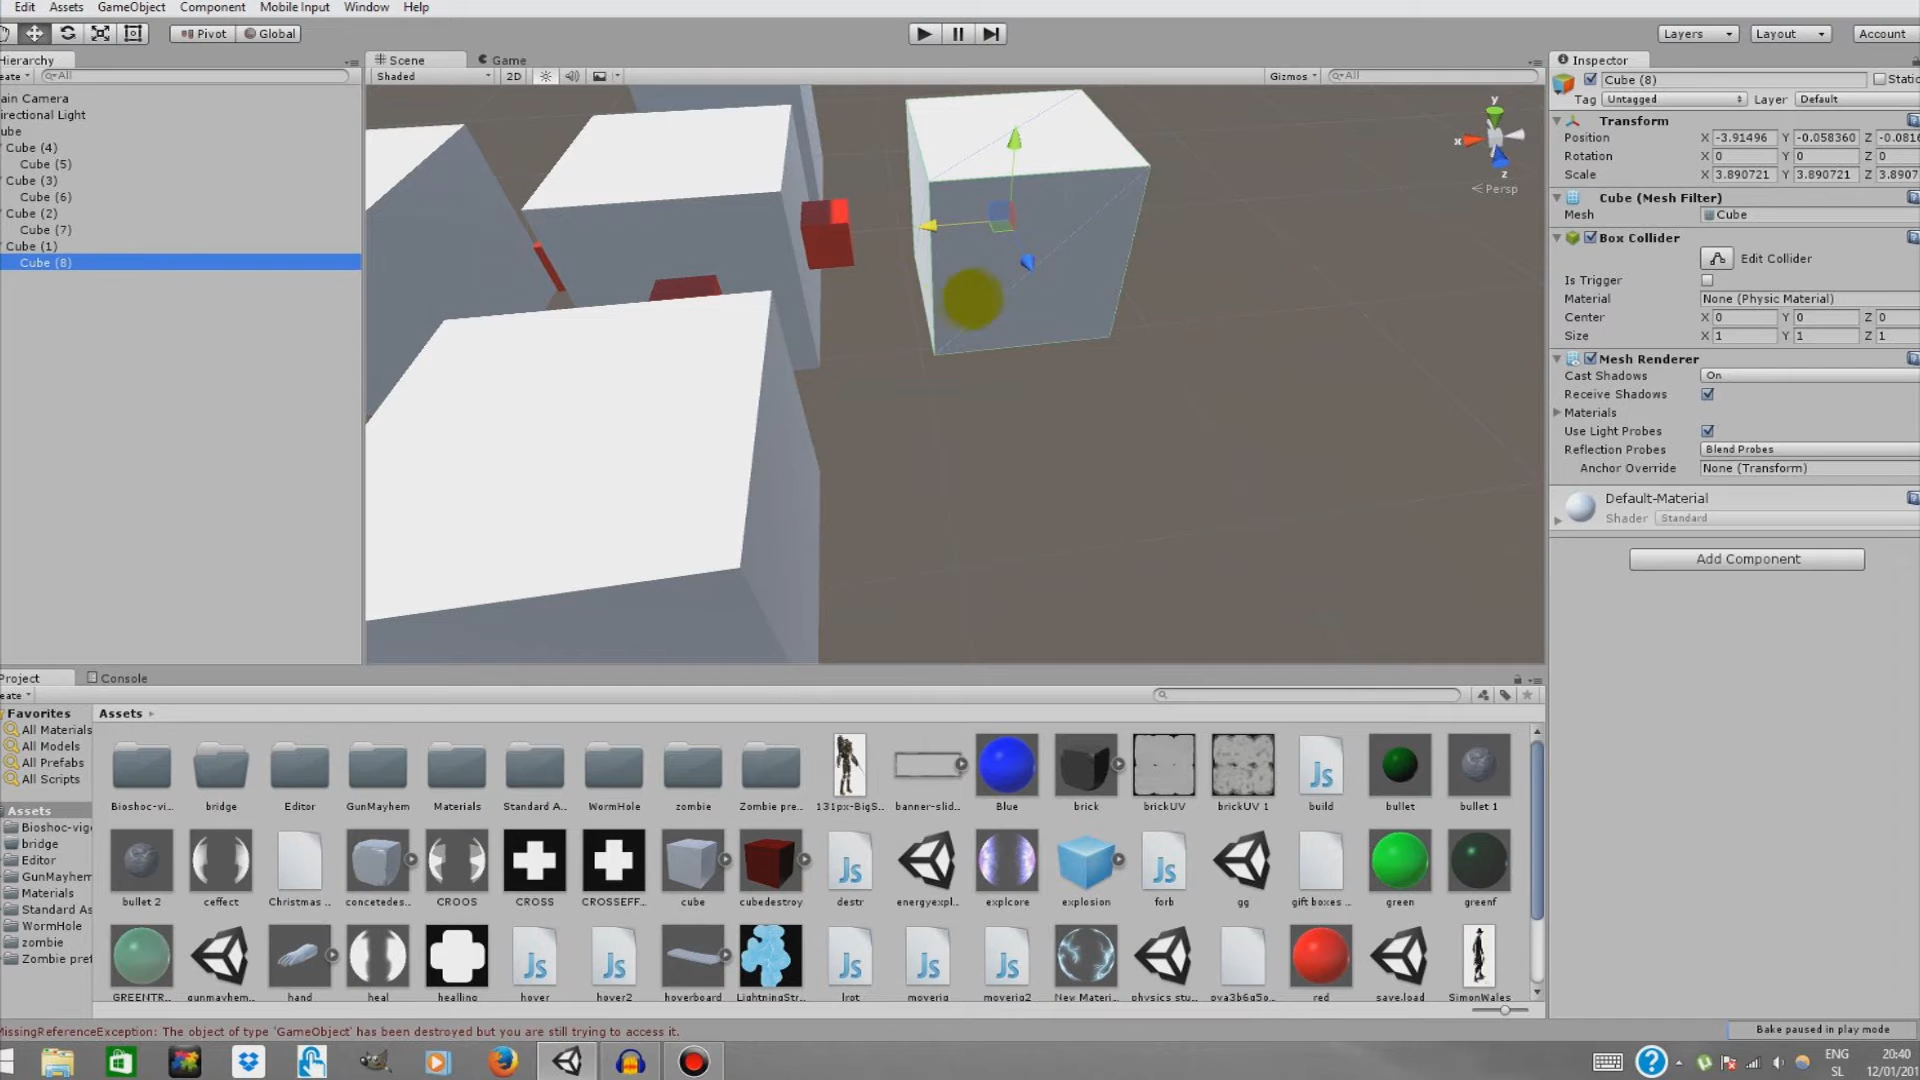 Edit Assets GameObject Component Mobile Input Window Help
Pivot Global Layers Layout Account
Hierarchy Scene Game Inspector
eate All Shaded 2D Gizmos All
ain Camera
irectional Light
ube
Cube (4)
Cube (5)
Cube (3)
Cube (6)
Cube (2)
Cube (7)
Cube (1)
Cube (8)
y
x
z
Persp
Cube (8) Static
Tag Untagged Layer Default
Transform
Position X -3.91496 Y -0.058360 Z -0.0816
Rotation X 0 Y 0 Z 0
Scale X 3.890721 Y 3.890721 Z 3.8907
Cube (Mesh Filter)
Mesh Cube
Box Collider
Edit Collider
Is Trigger
Material None (Physic Material)
Center X 0 Y 0 Z 0
Size X 1 Y 1 Z 1
Mesh Renderer
Cast Shadows On
Receive Shadows
Materials
Use Light Probes
Reflection Probes Blend Probes
Anchor Override None (Transform)
Default-Material
Shader Standard
Add Component
Project Console
eate
Favorites
All Materials
All Models
All Prefabs
All Scripts
Assets
Bioshoc-vige
bridge
Editor
GunMayhem
Materials
Standard As
WormHole
zombie
Zombie pref
Assets
Bioshoc-vi... bridge Editor GunMayhem Materials Standard A... WormHole zombie Zombie pre... 131px-BigS... banner-slid... Blue brick brickUV brickUV 1 build bullet bullet 1
bullet 2 ceffect Christmas ... concetedes... CROOS CROSS CROSSEFF... cube cubedestroy destr energyexpl... explcore explosion forb gg gift boxes ... green greenf
GREENTR... gunmayhem... hand heal healling hover hover2 hoverboard LightningStr... lrot moverig moverig2 New Materi... physics stu... pva3b6g5o... red save.load SimonWales
MissingReferenceException: The object of type 'GameObject' has been destroyed but you are still trying to access it.
Bake paused in play mode
ENG 20:40
SL 12/01/201